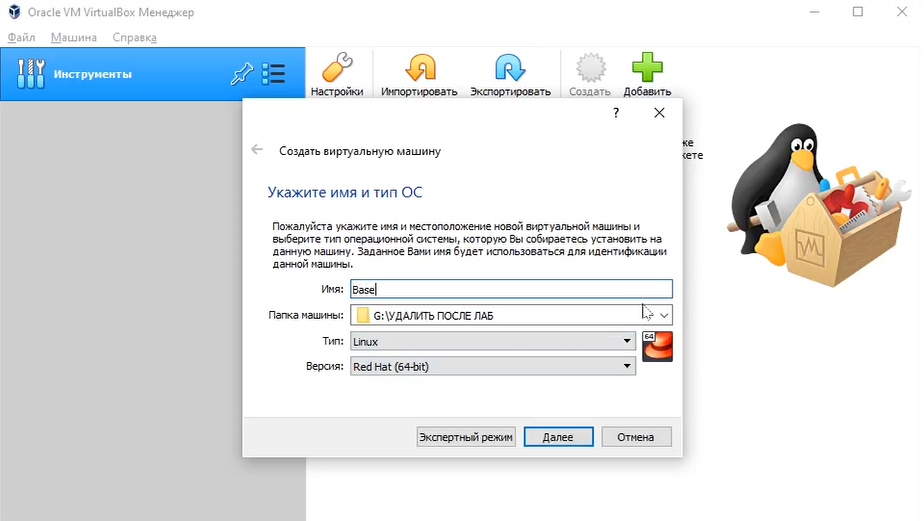 Oracle VM VirtualBox Менеджер
Файл Машина Справка
Инструменты
Настройки Импортировать Экспортировать Создать Добавить
же
жете
?
Создать виртуальную машину
Укажите имя и тип ОС
Пожалуйста укажите имя и местоположение новой виртуальной машины и
выберите тип операционной системы, которую Вы собираетесь установить на
данную машину. Заданное Вами имя будет использоваться для идентификации
данной машины.
Имя: Base
Папка машины: G:\УДАЛИТЬ ПОСЛЕ ЛАБ
Тип: Linux
64
Версия: Red Hat (64-bit)
Экспертный режим Далее Отмена